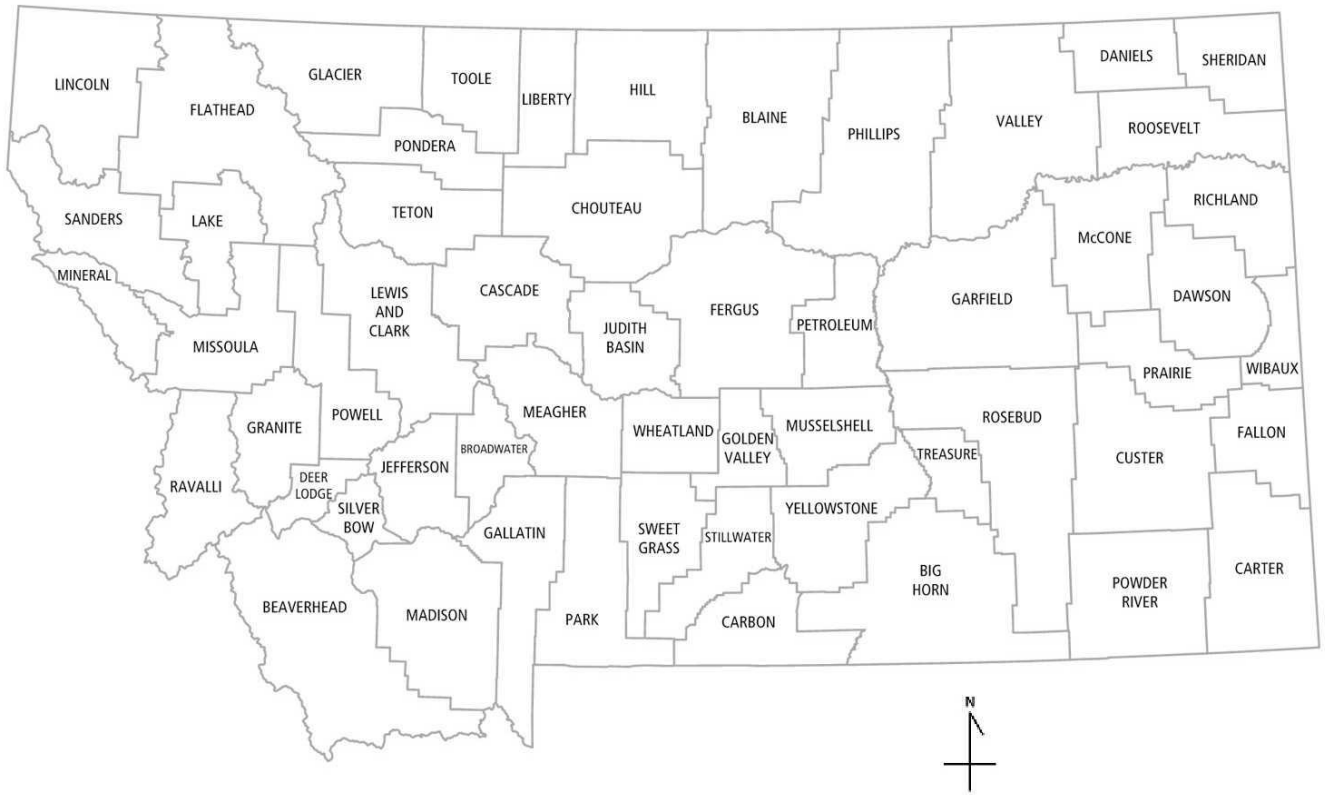 LINCOLN
FLATHEAD
GLACIER
TOOLE
LIBERTY
HILL
BLAINE
PHILLIPS
VALLEY
DANIELS
SHERIDAN
ROOSEVELT
PONDERA
TETON
CHOUTEAU
SANDERS
LAKE
RICHLAND
McCONE
MINERAL
LEWIS
AND
CLARK
CASCADE
JUDITH
BASIN
FERGUS
PETROLEUM
GARFIELD
DAWSON
MISSOULA
PRAIRIE
WIBAUX
GRANITE
POWELL
MEAGHER
WHEATLAND
GOLDEN
VALLEY
MUSSELSHELL
ROSEBUD
FALLON
BROADWATER
JEFFERSON
TREASURE
CUSTER
RAVALLI
DEER
LODGE
SILVER
BOW
GALLATIN
SWEET
GRASS
STILLWATER
YELLOWSTONE
BIG
HORN
POWDER
RIVER
CARTER
BEAVERHEAD
MADISON
PARK
CARBON
N